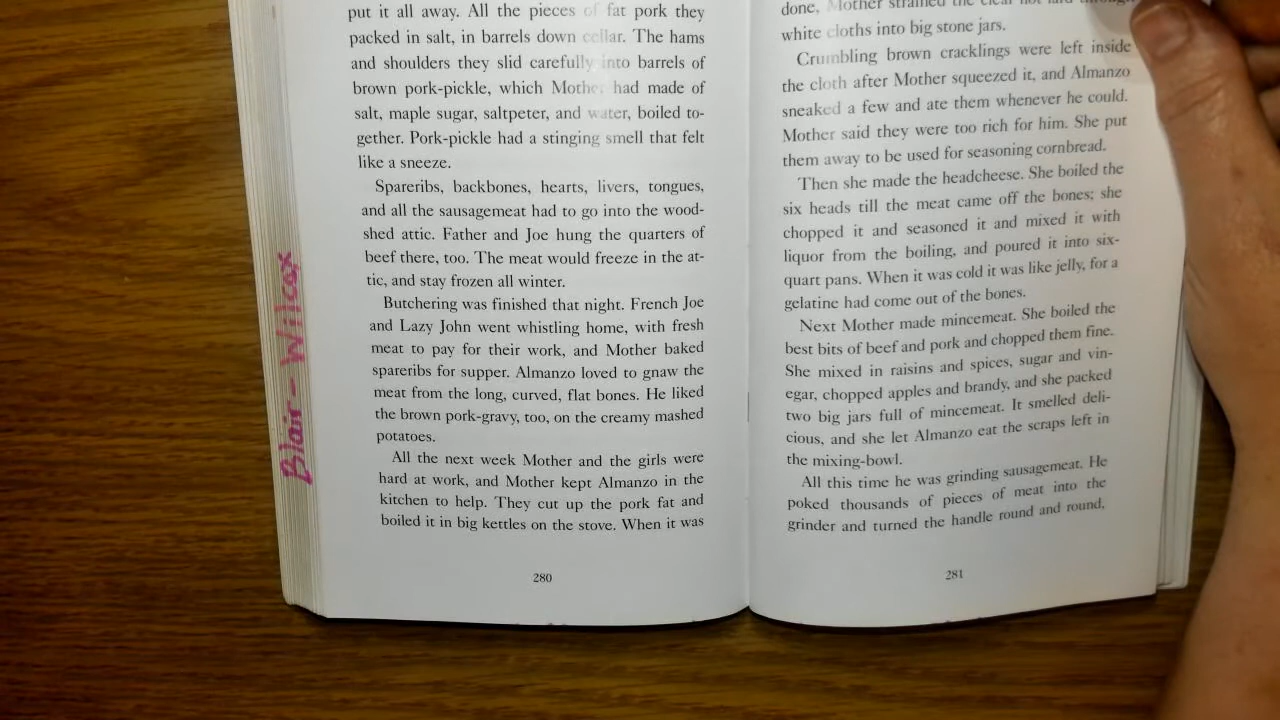 put it all away. All the pieces of fat pork they
packed in salt, in barrels down cellar. The hams
and shoulders they slid carefully into barrels of
brown pork-pickle, which Mother had made of
salt, maple sugar, saltpeter, and water, boiled to-
gether. Pork-pickle had a stinging smell that felt
like a sneeze.
Spareribs, backbones, hearts, livers, tongues,
and all the sausagemeat had to go into the wood-
shed attic. Father and Joe hung the quarters of
beef there, too. The meat would freeze in the at-
tic, and stay frozen all winter.
Butchering was finished that night. French Joe
and Lazy John went whistling home, with fresh
meat to pay for their work, and Mother baked
spareribs for supper. Almanzo loved to gnaw the
meat from the long, curved, flat bones. He liked
the brown pork-gravy, too, on the creamy mashed
potatoes.
All the next week Mother and the girls were
hard at work, and Mother kept Almanzo in the
kitchen to help. They cut up the pork fat and
boiled it in big kettles on the stove. When it was
280
done, Mother strained the clear hot lard through
white cloths into big stone jars.
Crumbling brown cracklings were left inside
the cloth after Mother squeezed it, and Almanzo
sneaked a few and ate them whenever he could.
Mother said they were too rich for him. She put
them away to be used for seasoning cornbread.
Then she made the headcheese. She boiled the
six heads till the meat came off the bones; she
chopped it and seasoned it and mixed it with
liquor from the boiling, and poured it into six-
quart pans. When it was cold it was like jelly, for a
gelatine had come out of the bones.
Next Mother made mincemeat. She boiled the
best bits of beef and pork and chopped them fine.
She mixed in raisins and spices, sugar and vin-
egar, chopped apples and brandy, and she packed
two big jars full of mincemeat. It smelled deli-
cious, and she let Almanzo eat the scraps left in
the mixing-bowl.
All this time he was grinding sausagemeat. He
poked thousands of pieces of meat into the
grinder and turned the handle round and round,
281
Blair - Wilcox